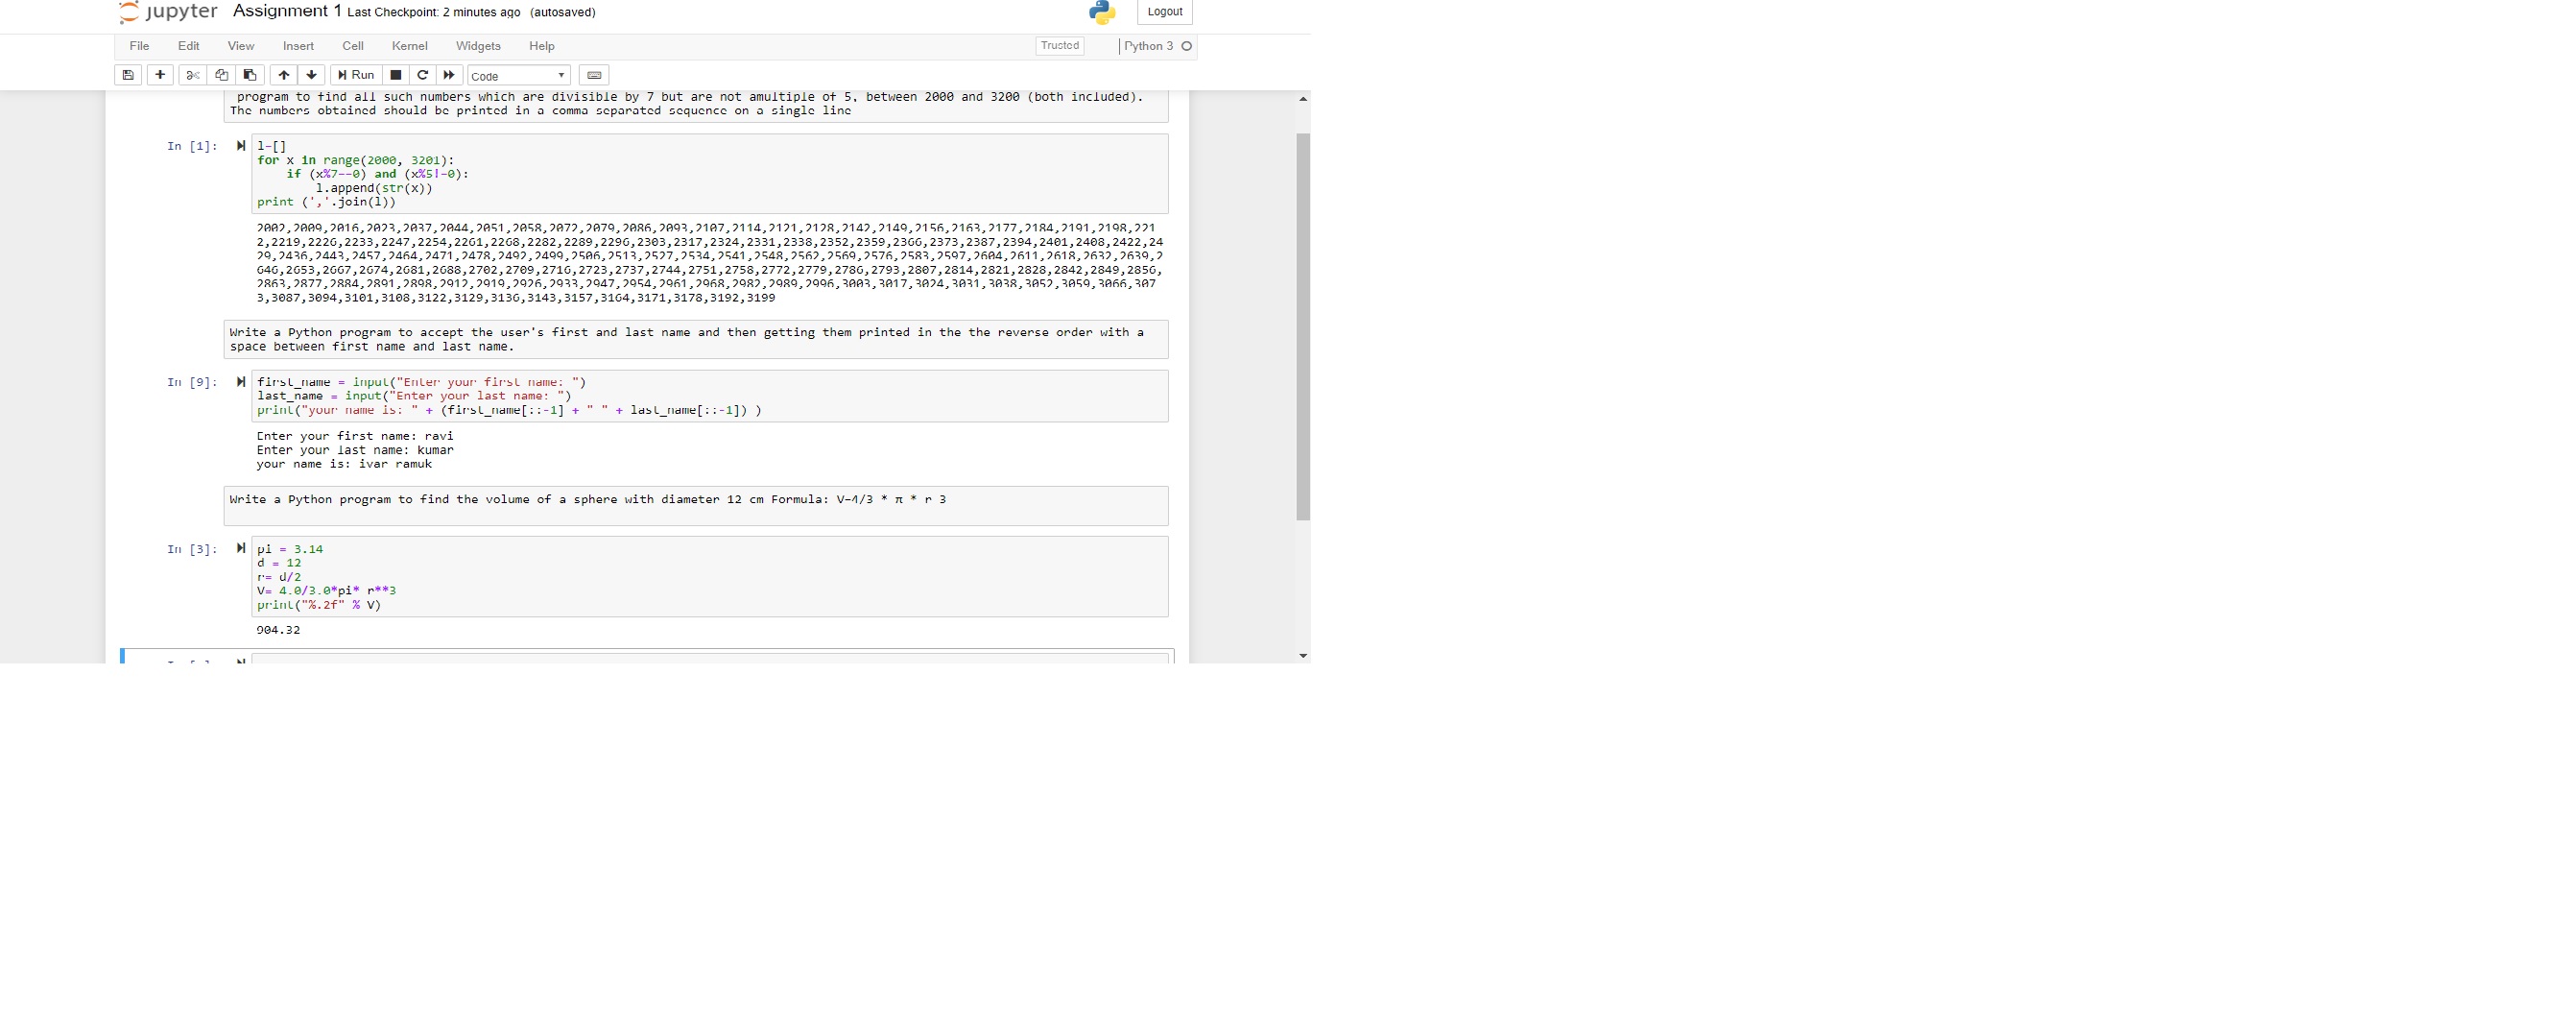 jupyter Assignment 1 Last Checkpoint: 2 minutes ago (autosaved) Logout
File Edit View Insert Cell Kernel Widgets Help Trusted Python 3
Run Code
program to find all such numbers which are divisible by 7 but are not amultiple of 5, between 2000 and 3200 (both included).
The numbers obtained should be printed in a comma separated sequence on a single line
In [1]: l=[]
for x in range(2000, 3201):
    if (x%7==0) and (x%5!=0):
        l.append(str(x))
print (','.join(l))
2002,2009,2016,2023,2037,2044,2051,2058,2072,2079,2086,2093,2107,2114,2121,2128,2142,2149,2156,2163,2177,2184,2191,2198,221
2,2219,2226,2233,2247,2254,2261,2268,2282,2289,2296,2303,2317,2324,2331,2338,2352,2359,2366,2373,2387,2394,2401,2408,2422,24
29,2436,2443,2457,2464,2471,2478,2492,2499,2506,2513,2527,2534,2541,2548,2562,2569,2576,2583,2597,2604,2611,2618,2632,2639,2
646,2653,2667,2674,2681,2688,2702,2709,2716,2723,2737,2744,2751,2758,2772,2779,2786,2793,2807,2814,2821,2828,2842,2849,2856,
2863,2877,2884,2891,2898,2912,2919,2926,2933,2947,2954,2961,2968,2982,2989,2996,3003,3017,3024,3031,3038,3052,3059,3066,307
3,3087,3094,3101,3108,3122,3129,3136,3143,3157,3164,3171,3178,3192,3199
Write a Python program to accept the user's first and last name and then getting them printed in the the reverse order with a
space between first name and last name.
In [9]: first_name = input("Enter your first name: ")
last_name = input("Enter your last name: ")
print("your name is: " + (first_name[::-1] + " " + last_name[::-1]) )
Enter your first name: ravi
Enter your last name: kumar
your name is: ivar ramuk
Write a Python program to find the volume of a sphere with diameter 12 cm Formula: V=4/3 * π * r 3
In [3]: pi = 3.14
d = 12
r= d/2
V= 4.0/3.0*pi* r**3
print("%.2f" % V)
904.32